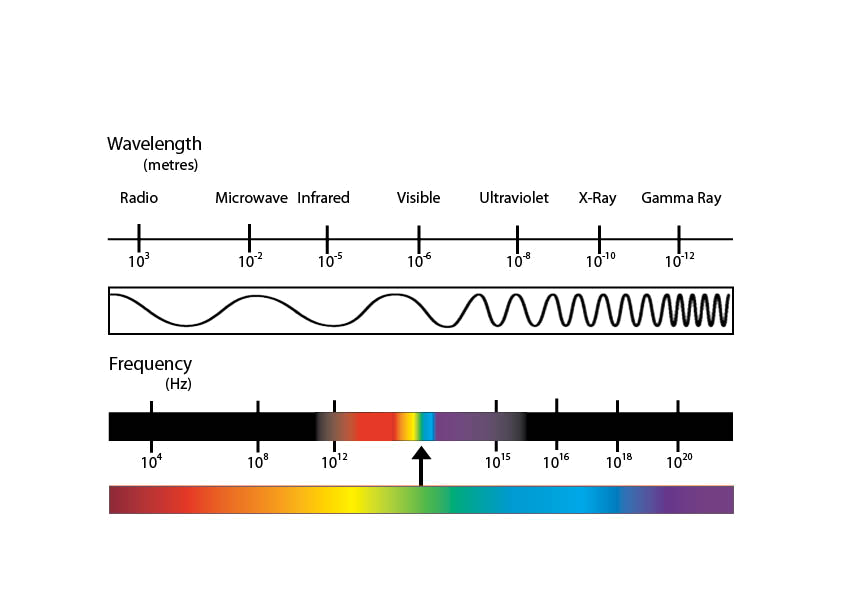 Wavelength
(metres)
Radio Microwave Infrared Visible Ultraviolet X-Ray Gamma Ray
10³ 10⁻² 10⁻⁵ 10⁻⁶ 10⁻⁸ 10⁻¹⁰ 10⁻¹²
Frequency
(Hz)
10⁴ 10⁸ 10¹² 10¹⁵ 10¹⁶ 10¹⁸ 10²⁰